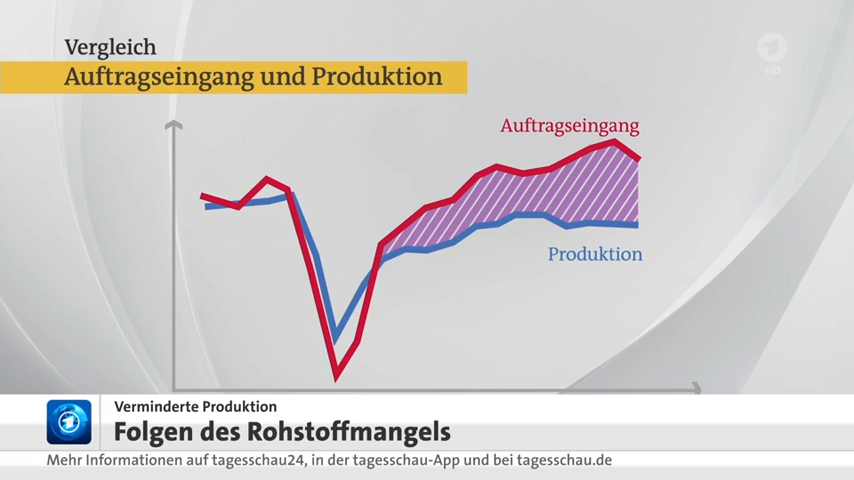 Vergleich
Auftragseingang und Produktion
HD
Auftragseingang
Produktion
Verminderte Produktion
Folgen des Rohstoffmangels
Mehr Informationen auf tagesschau24, in der tagesschau-App und bei tagesschau.de